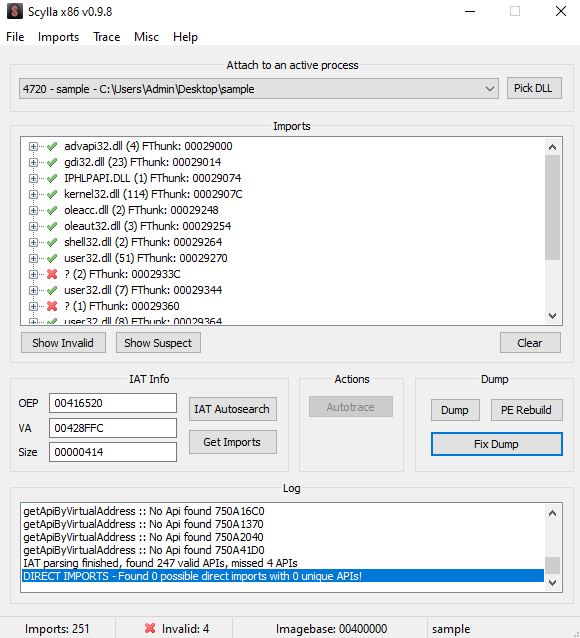 Scylla x86 v0.9.8
File Imports Trace Misc Help
Attach to an active process
4720 - sample - C:\Users\Admin\Desktop\sample
Pick DLL
Imports
advapi32.dll (4) FThunk: 00029000
gdi32.dll (23) FThunk: 00029014
IPHLPAPI.DLL (1) FThunk: 00029074
kernel32.dll (114) FThunk: 0002907C
oleacc.dll (2) FThunk: 00029248
oleaut32.dll (3) FThunk: 00029254
shell32.dll (2) FThunk: 00029264
user32.dll (51) FThunk: 00029270
? (2) FThunk: 0002933C
user32.dll (7) FThunk: 00029344
? (1) FThunk: 00029360
user32.dll (8) FThunk: 00029364
Show Invalid
Show Suspect
Clear
IAT Info
OEP 00416520
VA 00428FFC
Size 00000414
IAT Autosearch
Get Imports
Actions
Autotrace
Dump
Dump
PE Rebuild
Fix Dump
Log
getApiByVirtualAddress :: No Api found 750A16C0
getApiByVirtualAddress :: No Api found 750A1370
getApiByVirtualAddress :: No Api found 750A2040
getApiByVirtualAddress :: No Api found 750A41D0
IAT parsing finished, found 247 valid APIs, missed 4 APIs
DIRECT IMPORTS - Found 0 possible direct imports with 0 unique APIs!
Imports: 251
Invalid: 4
Imagebase: 00400000
sample